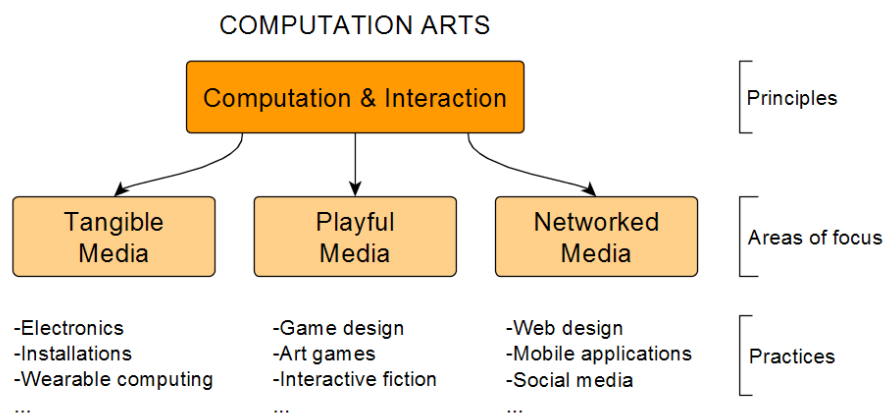 COMPUTATION ARTS
Computation & Interaction
Principles
Tangible
Media
Playful
Media
Networked
Media
Areas of focus
-Electronics
-Installations
-Wearable computing
...
-Game design
-Art games
-Interactive fiction
...
-Web design
-Mobile applications
-Social media
...
Practices